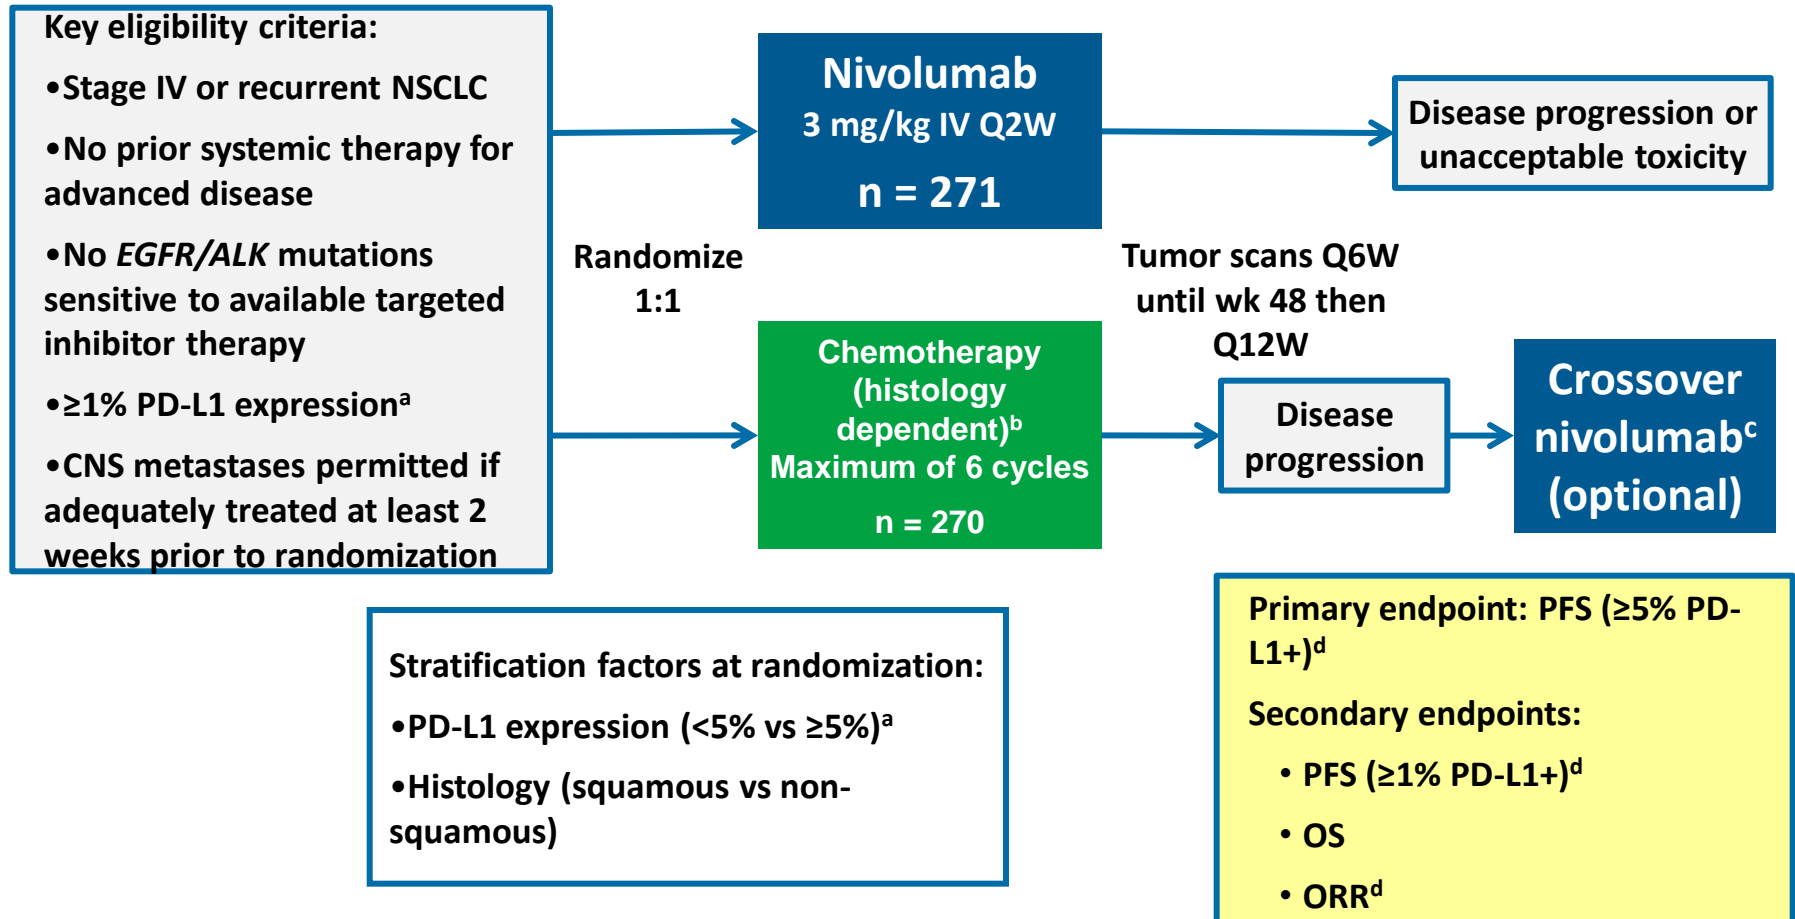 Key eligibility criteria:
•Stage IV or recurrent NSCLC
•No prior systemic therapy for
advanced disease
•No EGFR/ALK mutations
sensitive to available targeted
inhibitor therapy
•≥1% PD-L1 expressionᵃ
•CNS metastases permitted if
adequately treated at least 2
weeks prior to randomization
Randomize
1:1
Nivolumab
3 mg/kg IV Q2W
n = 271
Disease progression or
unacceptable toxicity
Tumor scans Q6W
until wk 48 then
Q12W
Chemotherapy
(histology
dependent)ᵇ
Maximum of 6 cycles
n = 270
Disease
progression
Crossover
nivolumabᶜ
(optional)
Stratification factors at randomization:
•PD-L1 expression (<5% vs ≥5%)ᵃ
•Histology (squamous vs non-
squamous)
Primary endpoint: PFS (≥5% PD-
L1+)ᵈ
Secondary endpoints:
• PFS (≥1% PD-L1+)ᵈ
• OS
• ORRᵈ